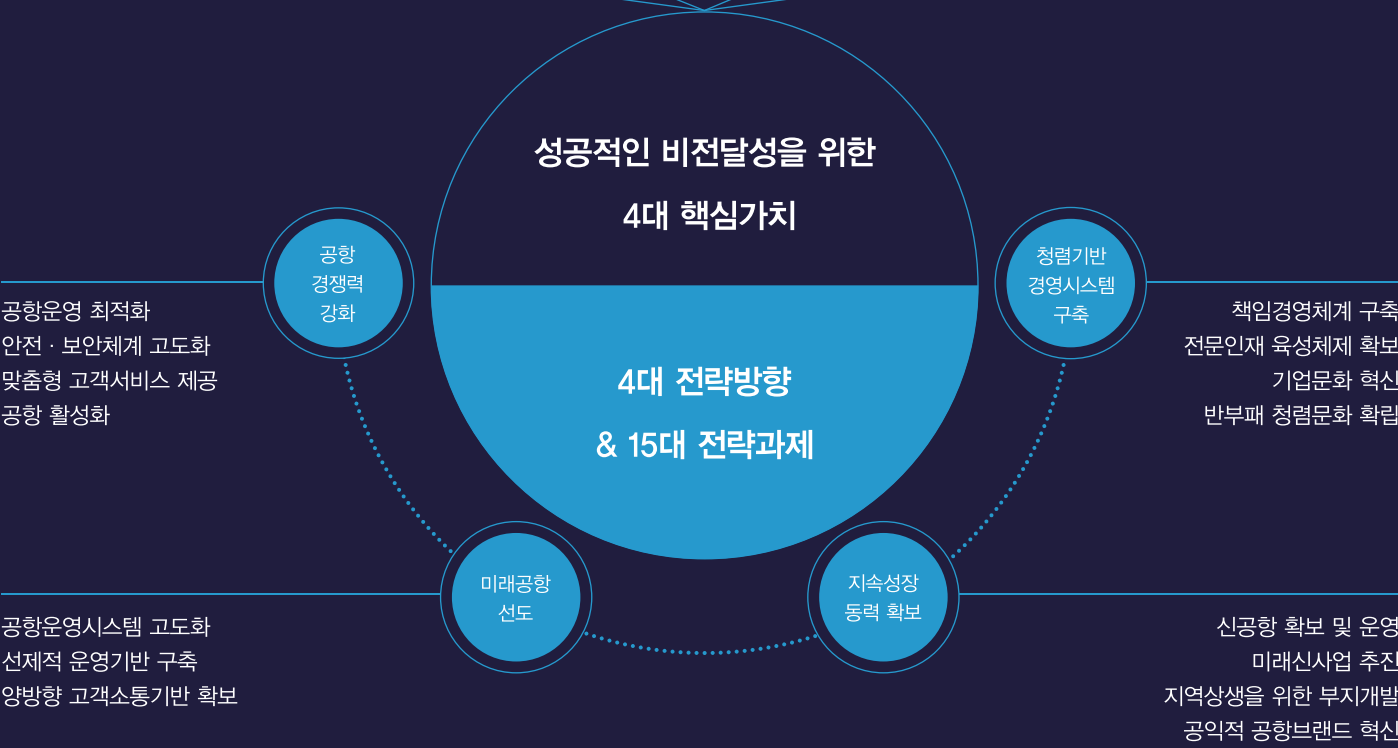 성공적인 비전달성을 위한
4대 핵심가치
4대 전략방향
& 15대 전략과제
공항
경쟁력
강화
공항운영 최적화
안전 · 보안체계 고도화
맞춤형 고객서비스 제공
공항 활성화
청렴기반
경영시스템
구축
책임경영체계 구축
전문인재 육성체제 확보
기업문화 혁신
반부패 청렴문화 확립
미래공항
선도
공항운영시스템 고도화
선제적 운영기반 구축
양방향 고객소통기반 확보
지속성장
동력 확보
신공항 확보 및 운영
미래신사업 추진
지역상생을 위한 부지개발
공익적 공항브랜드 혁신